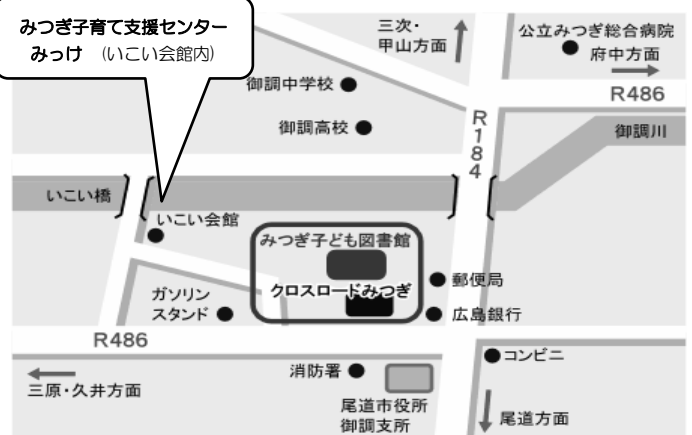 みつぎ子育て支援センター
みっけ (いこい会館内)
三次・
甲山方面
公立みつぎ総合病院
府中方面
R486
御調中学校
御調高校
R184
御調川
いこい橋
いこい会館
みつぎ子ども図書館
クロスロードみつぎ
郵便局
ガソリン
スタンド
広島銀行
R486
コンビニ
三原・久井方面
消防署
尾道市役所
御調支所
尾道方面